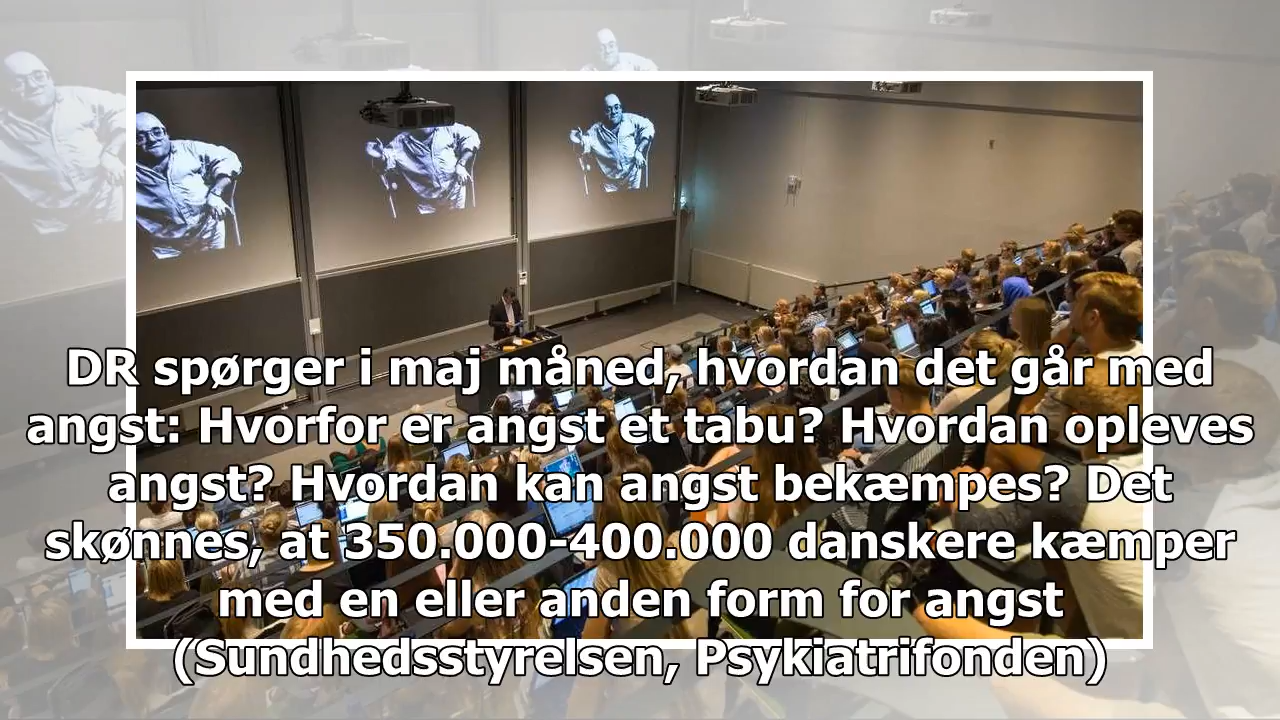 DR spørger i maj måned, hvordan det går med
angst: Hvorfor er angst et tabu? Hvordan opleves
angst? Hvordan kan angst bekæmpes? Det
skønnes, at 350.000-400.000 danskere kæmper
med en eller anden form for angst
(Sundhedsstyrelsen, Psykiatrifonden)